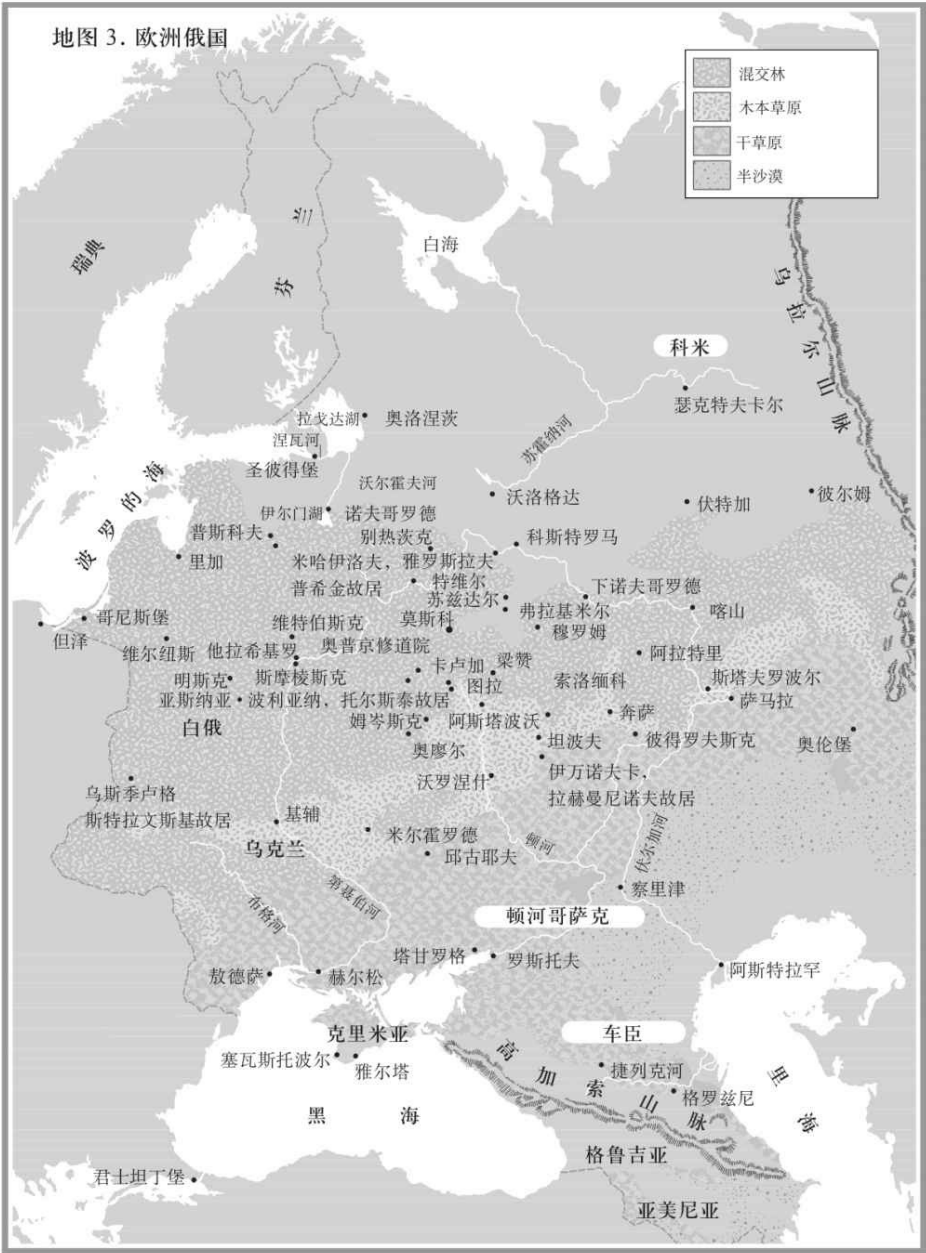 地图 3. 欧洲俄国
混交林
木本草原
干草原
半沙漠
瑞典
芬兰
白海
乌拉尔山脉
科米
瑟克特夫卡尔
拉戈达湖
奥洛涅茨
涅瓦河
圣彼得堡
苏霍纳河
波罗的海
沃尔霍夫河
沃洛格达
伏特加
彼尔姆
伊尔门湖
诺夫哥罗德
普斯科夫
别热茨克
科斯特罗马
里加
米哈伊洛夫，雅罗斯拉夫
普希金故居
特维尔
苏兹达尔
下诺夫哥罗德
哥尼斯堡
弗拉基米尔
喀山
但泽
维特伯斯克
莫斯科
穆罗姆
维尔纽斯
他拉希基罗
奥普京修道院
阿拉特里
卡卢加
梁赞
明斯克
斯摩棱斯克
图拉
索洛缅科
斯塔夫罗波尔
亚斯纳亚
波利亚纳，托尔斯泰故居
萨马拉
白俄
姆岑斯克
阿斯塔波沃
奔萨
奥廖尔
坦波夫
彼得罗夫斯克
奥伦堡
沃罗涅什
伊万诺夫卡，
拉赫曼尼诺夫故居
乌斯季卢格
斯特拉文斯基故居
基辅
米尔霍罗德
乌克兰
邱古耶夫
顿河
伏尔加河
第聂伯河
布格河
察里津
顿河哥萨克
塔甘罗格
罗斯托夫
阿斯特拉罕
敖德萨
赫尔松
克里米亚
车臣
塞瓦斯托波尔
雅尔塔
捷列克河
高加索山脉
格罗兹尼
黑海
里海
格鲁吉亚
君士坦丁堡
亚美尼亚